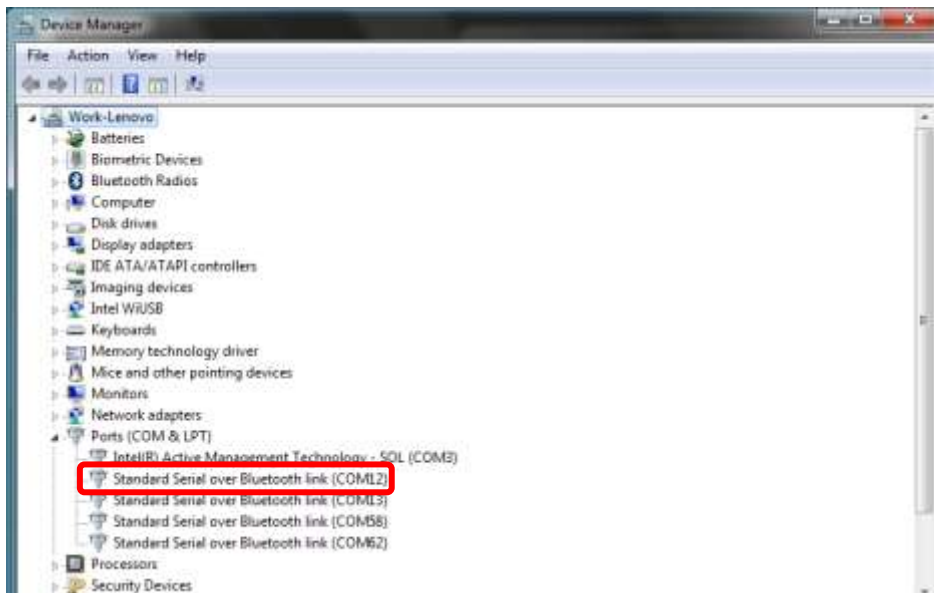 Device Manager
File Action View Help
Work-Lenovo
Batteries
Biometric Devices
Bluetooth Radios
Computer
Disk drives
Display adapters
IDE ATA/ATAPI controllers
Imaging devices
Intel WiUSB
Keyboards
Memory technology driver
Mice and other pointing devices
Monitors
Network adapters
Ports (COM & LPT)
Intel(R) Active Management Technology - SOL (COM3)
Standard Serial over Bluetooth link (COM12)
Standard Serial over Bluetooth link (COM13)
Standard Serial over Bluetooth link (COM58)
Standard Serial over Bluetooth link (COM62)
Processors
Security Devices